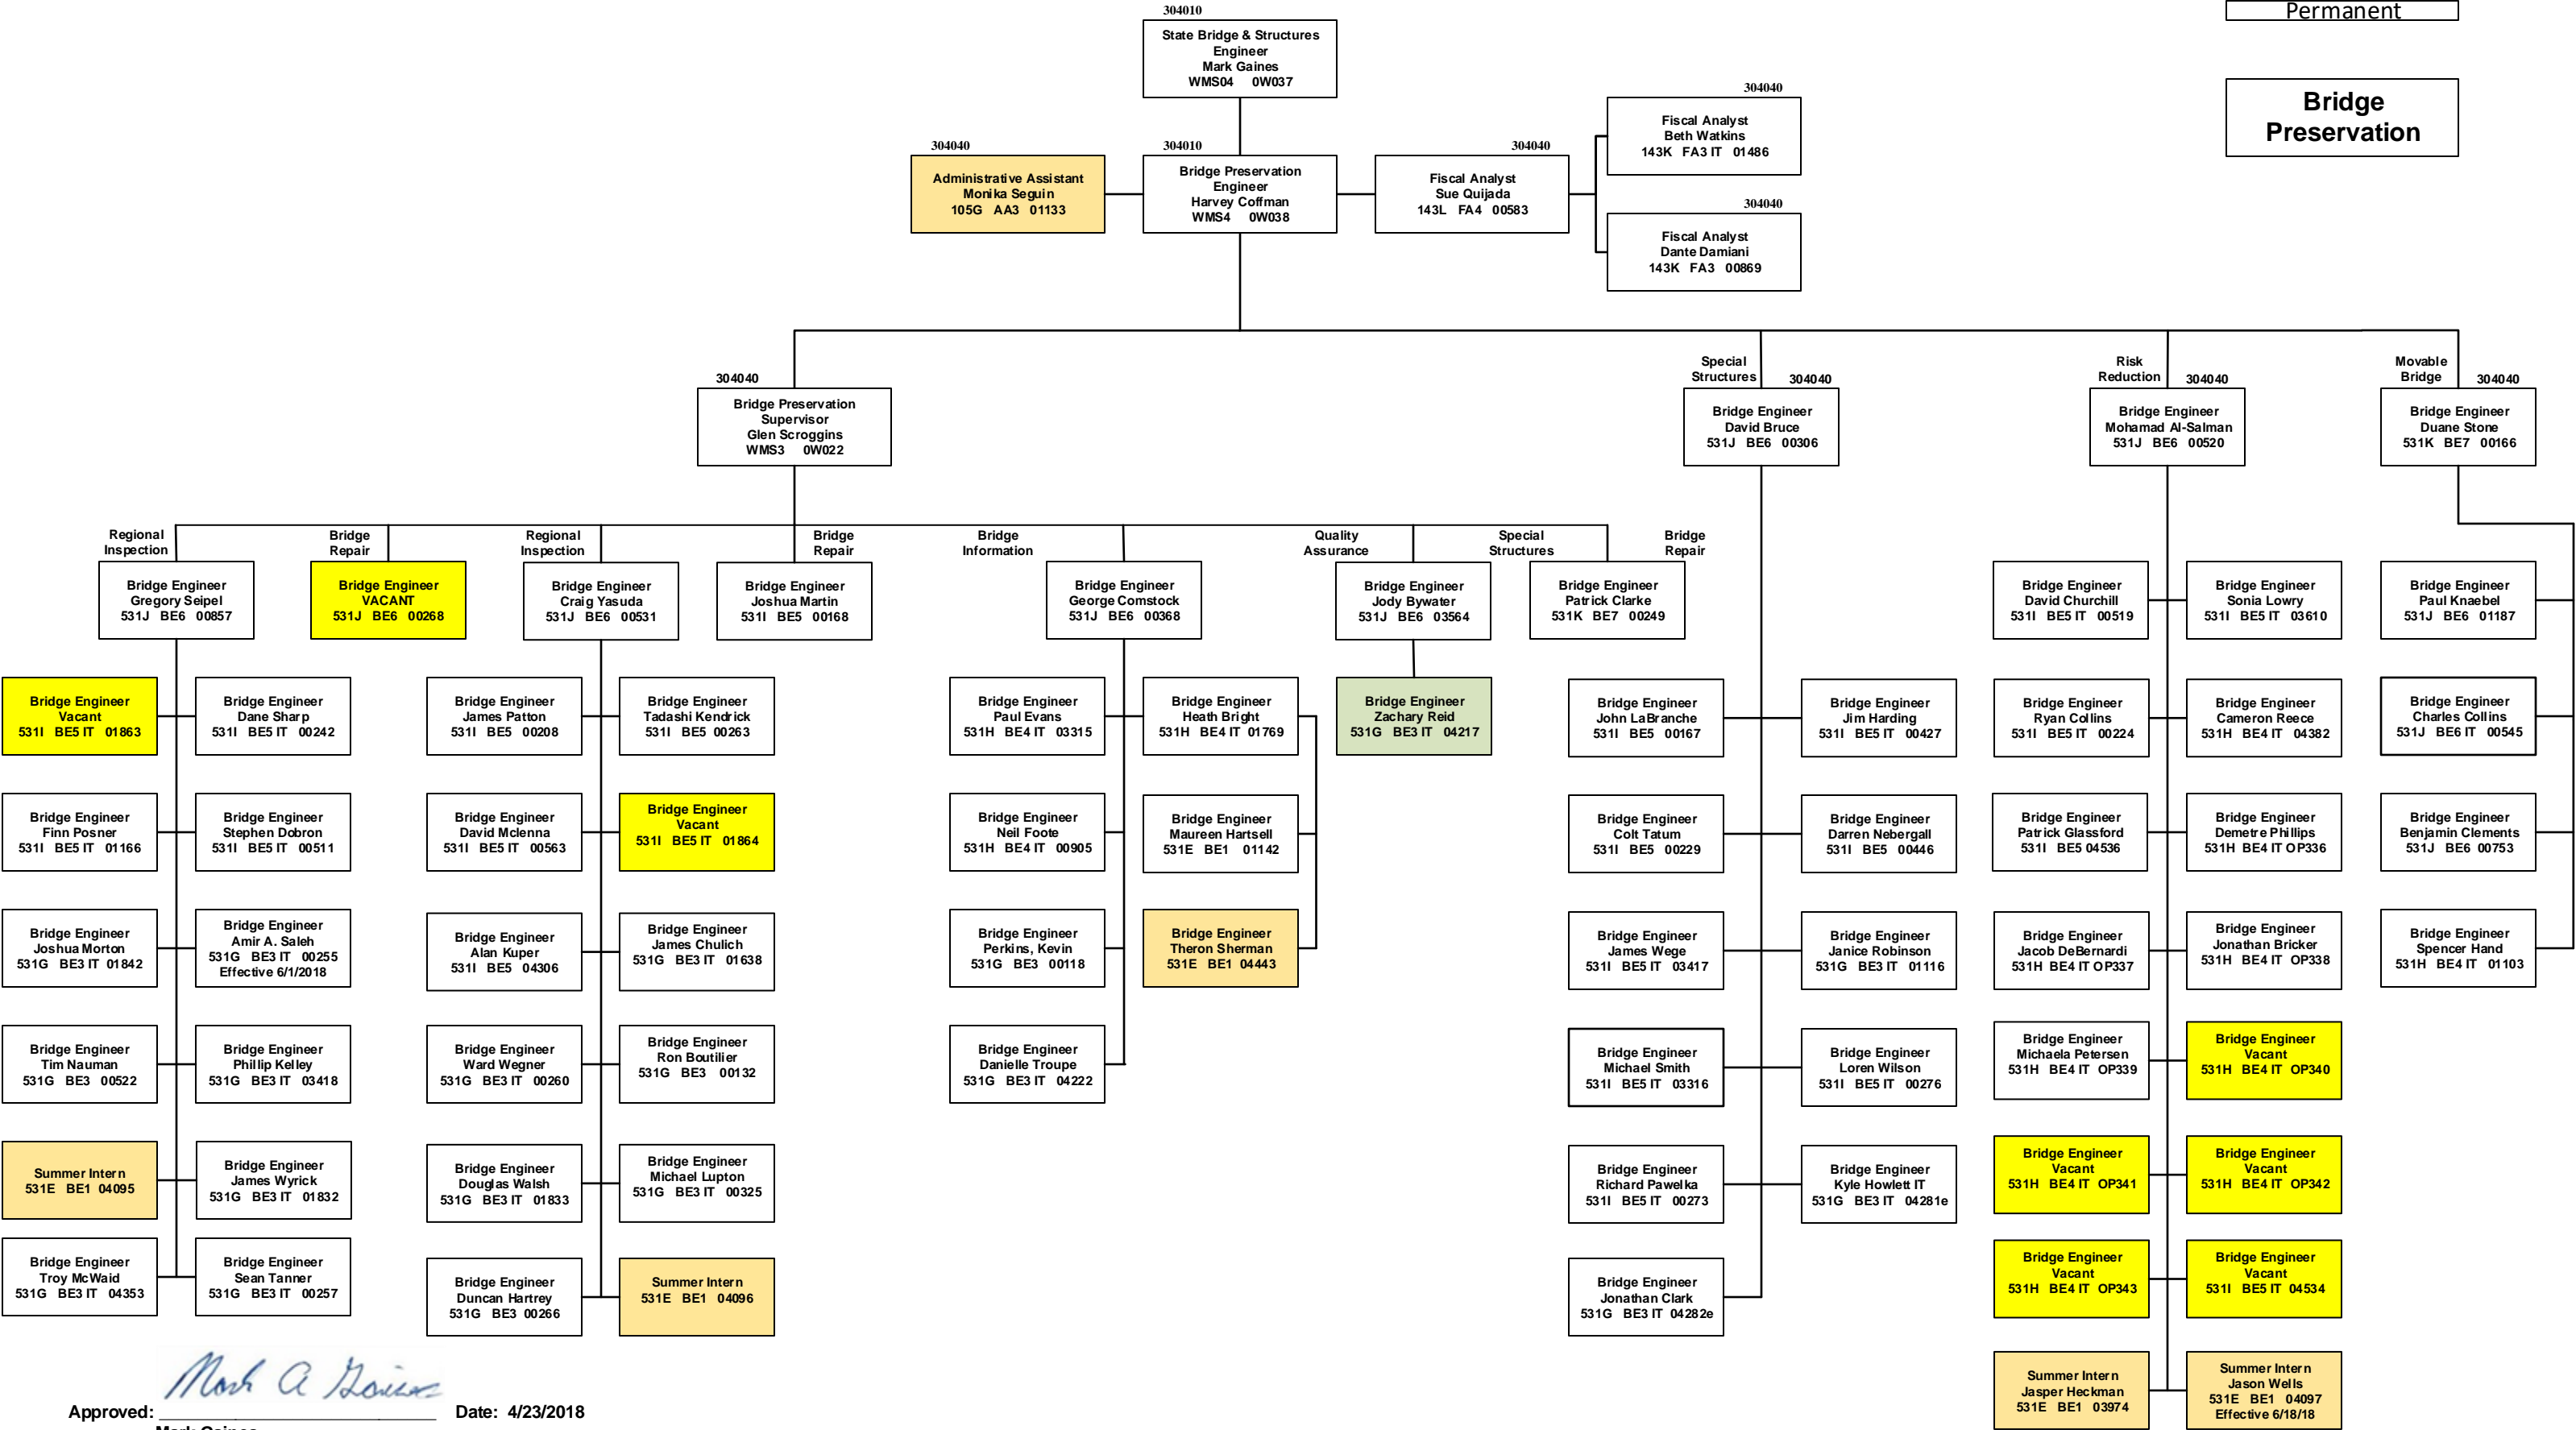 Permanent
Bridge
Preservation
304010
State Bridge & Structures
Engineer
Mark Gaines
WMS04 0W037
304040
Fiscal Analyst
Beth Watkins
143K FA3 IT 01486
304040
Administrative Assistant
Monika Seguin
105G AA3 01133
304010
Bridge Preservation
Engineer
Harvey Coffman
WMS4 0W038
304040
Fiscal Analyst
Sue Quijada
143L FA4 00583
304040
Fiscal Analyst
Dante Damiani
143K FA3 00869
304040
Bridge Preservation
Supervisor
Glen Scroggins
WMS3 0W022
Special
Structures
304040
Bridge Engineer
David Bruce
531J BE6 00306
Risk
Reduction
304040
Bridge Engineer
Mohamad Al-Salman
531J BE6 00520
Movable
Bridge
304040
Bridge Engineer
Duane Stone
531K BE7 00166
Regional
Inspection
Bridge Engineer
Gregory Seipel
531J BE6 00857
Bridge
Repair
Bridge Engineer
VACANT
531J BE6 00268
Regional
Inspection
Bridge Engineer
Craig Yasuda
531J BE6 00531
Bridge
Repair
Bridge Engineer
Joshua Martin
531I BE5 00168
Bridge
Information
Bridge Engineer
George Comstock
531J BE6 00368
Quality
Assurance
Bridge Engineer
Jody Bywater
531J BE6 03564
Special
Structures
Bridge Engineer
Patrick Clarke
531K BE7 00249
Bridge
Repair
Bridge Engineer
Vacant
531I BE5 IT 01863
Bridge Engineer
Dane Sharp
531I BE5 IT 00242
Bridge Engineer
Finn Posner
531I BE5 IT 01166
Bridge Engineer
Stephen Dobron
531I BE5 IT 00511
Bridge Engineer
Joshua Morton
531G BE3 IT 01842
Bridge Engineer
Amir A. Saleh
531G BE3 IT 00255
Effective 6/1/2018
Bridge Engineer
Tim Nauman
531G BE3 00522
Bridge Engineer
Phillip Kelley
531G BE3 IT 03418
Summer Intern
531E BE1 04095
Bridge Engineer
James Wyrick
531G BE3 IT 01832
Bridge Engineer
Troy McWaid
531G BE3 IT 04353
Bridge Engineer
Sean Tanner
531G BE3 IT 00257
Bridge Engineer
James Patton
531I BE5 00208
Bridge Engineer
Tadashi Kendrick
531I BE5 00263
Bridge Engineer
David Mclenna
531I BE5 IT 00563
Bridge Engineer
Vacant
531I BE5 IT 01864
Bridge Engineer
Alan Kuper
531I BE5 04306
Bridge Engineer
James Chulich
531G BE3 IT 01638
Bridge Engineer
Ward Wegner
531G BE3 IT 00260
Bridge Engineer
Ron Boutilier
531G BE3 00132
Bridge Engineer
Douglas Walsh
531G BE3 IT 01833
Bridge Engineer
Michael Lupton
531G BE3 IT 00325
Bridge Engineer
Duncan Hartrey
531G BE3 00266
Summer Intern
531E BE1 04096
Bridge Engineer
Paul Evans
531H BE4 IT 03315
Bridge Engineer
Heath Bright
531H BE4 IT 01769
Bridge Engineer
Neil Foote
531H BE4 IT 00905
Bridge Engineer
Maureen Hartsell
531E BE1 01142
Bridge Engineer
Perkins, Kevin
531G BE3 00118
Bridge Engineer
Theron Sherman
531E BE1 04443
Bridge Engineer
Danielle Troupe
531G BE3 IT 04222
Bridge Engineer
Zachary Reid
531G BE3 IT 04217
Bridge Engineer
John LaBranche
531I BE5 00167
Bridge Engineer
Jim Harding
531I BE5 IT 00427
Bridge Engineer
Colt Tatum
531I BE5 00229
Bridge Engineer
Darren Nebergall
531I BE5 00446
Bridge Engineer
James Wege
531I BE5 IT 03417
Bridge Engineer
Janice Robinson
531G BE3 IT 01116
Bridge Engineer
Michael Smith
531I BE5 IT 03316
Bridge Engineer
Loren Wilson
531I BE5 IT 00276
Bridge Engineer
Richard Pawelka
531I BE5 IT 00273
Bridge Engineer
Kyle Howlett IT
531G BE3 IT 04281e
Bridge Engineer
Jonathan Clark
531G BE3 IT 04282e
Bridge Engineer
David Churchill
531I BE5 IT 00519
Bridge Engineer
Sonia Lowry
531I BE5 IT 03610
Bridge Engineer
Ryan Collins
531I BE5 IT 00224
Bridge Engineer
Cameron Reece
531H BE4 IT 04382
Bridge Engineer
Patrick Glassford
531I BE5 04536
Bridge Engineer
Demetre Phillips
531H BE4 IT OP336
Bridge Engineer
Jacob DeBernardi
531H BE4 IT OP337
Bridge Engineer
Jonathan Bricker
531H BE4 IT OP338
Bridge Engineer
Michaela Petersen
531H BE4 IT OP339
Bridge Engineer
Vacant
531H BE4 IT OP340
Bridge Engineer
Vacant
531H BE4 IT OP341
Bridge Engineer
Vacant
531H BE4 IT OP342
Bridge Engineer
Vacant
531H BE4 IT OP343
Bridge Engineer
Vacant
531I BE5 IT 04534
Summer Intern
Jasper Heckman
531E BE1 03974
Summer Intern
Jason Wells
531E BE1 04097
Effective 6/18/18
Bridge Engineer
Paul Knaebel
531J BE6 01187
Bridge Engineer
Charles Collins
531J BE6 IT 00545
Bridge Engineer
Benjamin Clements
531J BE6 00753
Bridge Engineer
Spencer Hand
531H BE4 IT 01103
Mark A Gaines
Approved: Date: 4/23/2018
Mark Gaines